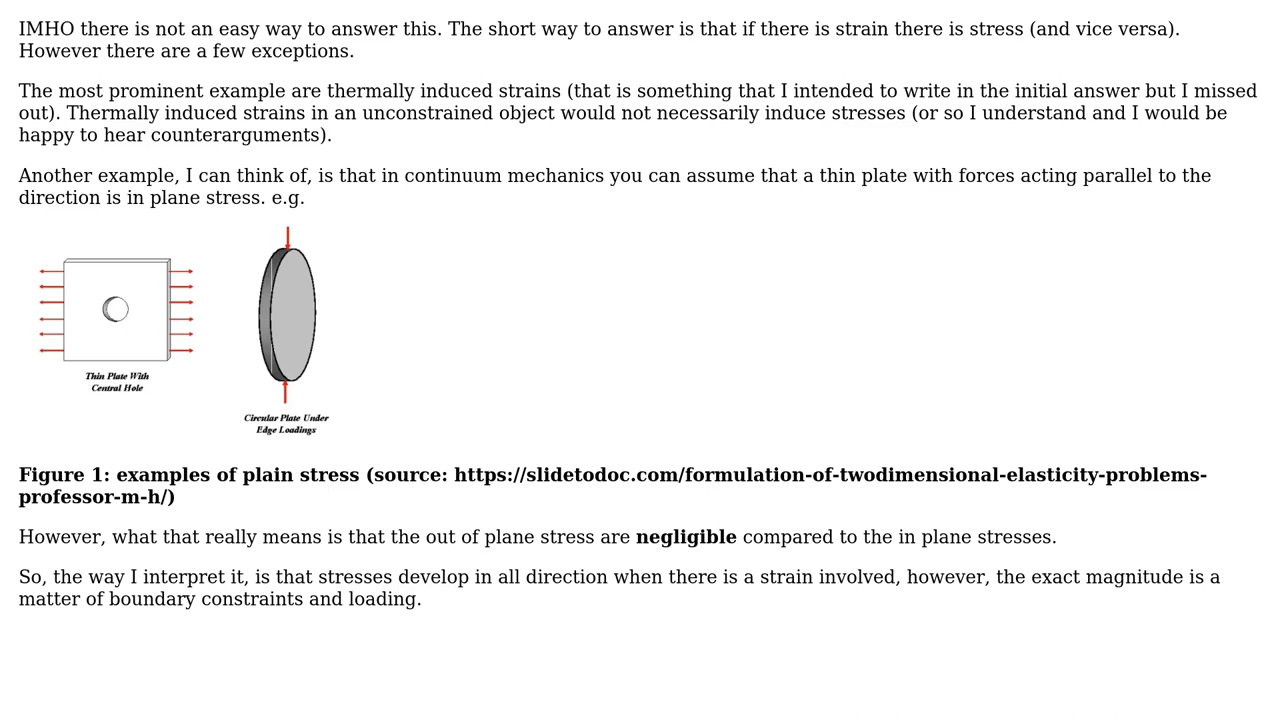 IMHO there is not an easy way to answer this. The short way to answer is that if there is strain there is stress (and vice versa).
However there are a few exceptions.
The most prominent example are thermally induced strains (that is something that I intended to write in the initial answer but I missed
out). Thermally induced strains in an unconstrained object would not necessarily induce stresses (or so I understand and I would be
happy to hear counterarguments).
Another example, I can think of, is that in continuum mechanics you can assume that a thin plate with forces acting parallel to the
direction is in plane stress. e.g.
Thin Plate With
Central Hole
Circular Plate Under
Edge Loadings
Figure 1: examples of plain stress (source: https://slidetodoc.com/formulation-of-twodimensional-elasticity-problems-
professor-m-h/)
However, what that really means is that the out of plane stress are negligible compared to the in plane stresses.
So, the way I interpret it, is that stresses develop in all direction when there is a strain involved, however, the exact magnitude is a
matter of boundary constraints and loading.